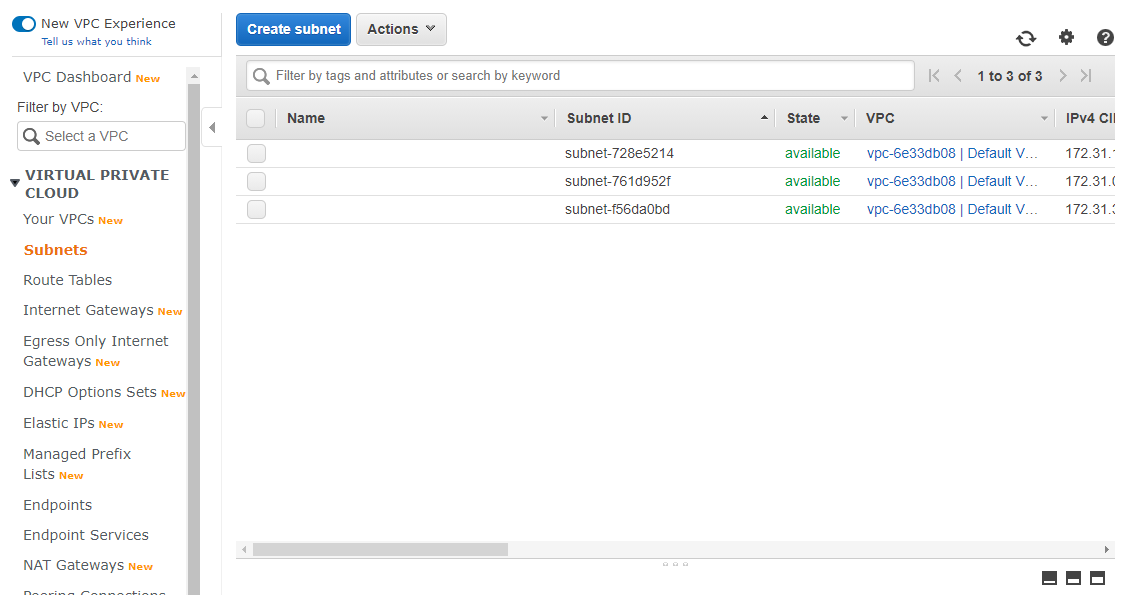 New VPC Experience
Tell us what you think
VPC Dashboard New
Filter by VPC:
Select a VPC
VIRTUAL PRIVATE
CLOUD
Your VPCs New
Subnets
Route Tables
Internet Gateways New
Egress Only Internet
Gateways New
DHCP Options Sets New
Elastic IPs New
Managed Prefix
Lists New
Endpoints
Endpoint Services
NAT Gateways New
Peering Connections
Create subnet Actions
Filter by tags and attributes or search by keyword
1 to 3 of 3
Name Subnet ID State VPC IPv4 CI
subnet-728e5214 available vpc-6e33db08 | Default V... 172.31.1
subnet-761d952f available vpc-6e33db08 | Default V... 172.31.0
subnet-f56da0bd available vpc-6e33db08 | Default V... 172.31.3